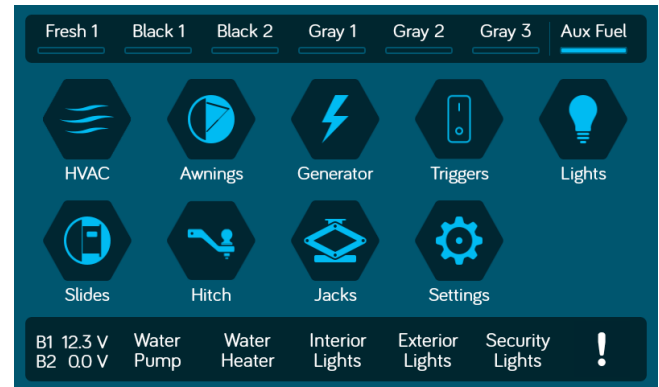 Fresh 1 Black 1 Black 2 Gray 1 Gray 2 Gray 3 Aux Fuel
HVAC Awnings Generator Triggers Lights
Slides Hitch Jacks Settings
B1 12.3 V Water Water Interior Exterior Security !
B2 0.0 V Pump Heater Lights Lights Lights